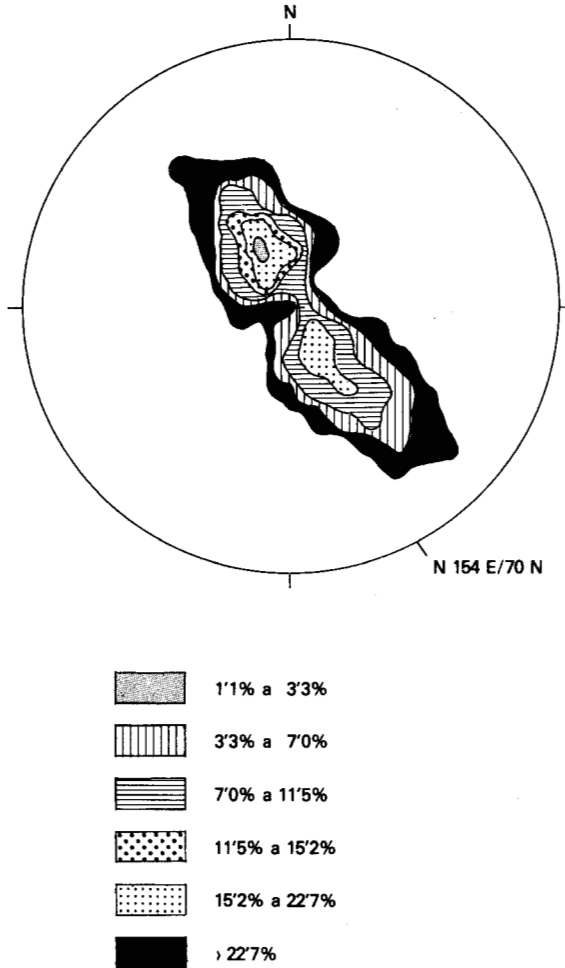 N
N 154 E/70 N
1'1% a 3'3%
3'3% a 7'0%
7'0% a 11'5%
11'5% a 15'2%
15'2% a 22'7%
› 22'7%